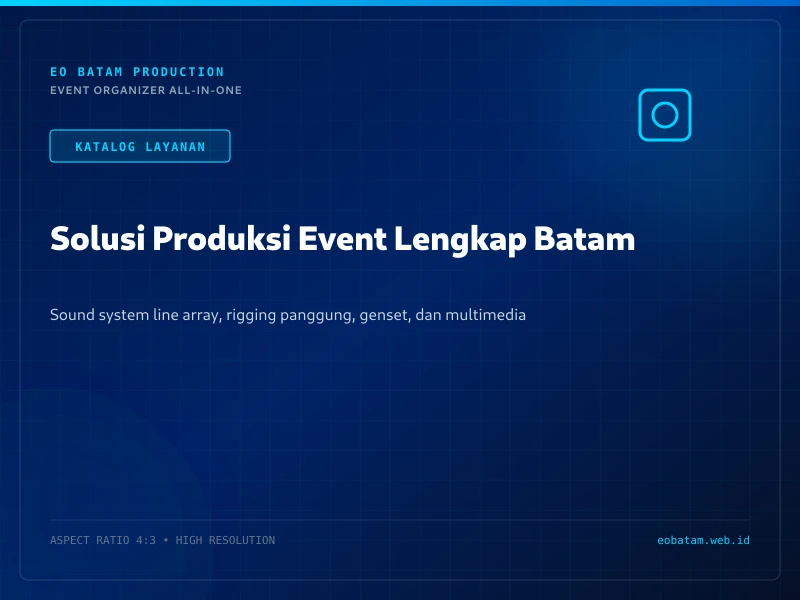 EO BATAM PRODUCTION
EVENT ORGANIZER ALL-IN-ONE
KATALOG LAYANAN
Solusi Produksi Event Lengkap Batam
Sound system line array, rigging panggung, genset, dan multimedia
ASPECT RATIO 4:3 • HIGH RESOLUTION
eobatam.web.id